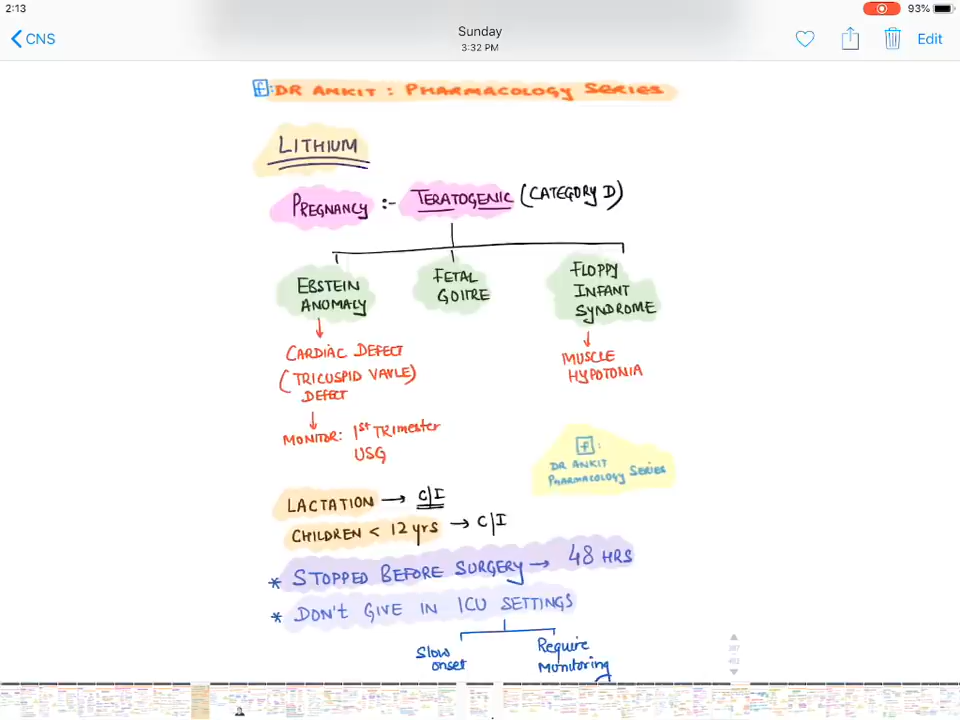 2:13
93%
CNS
Sunday
3:32 PM
Edit
f: DR ANKIT : PHARMACOLOGY SERIES
LITHIUM
PREGNANCY :- TERATOGENIC (CATEGORY D)
EBSTEIN ANOMALY
FETAL GOITRE
FLOPPY INFANT SYNDROME
CARDIAC DEFECT
(TRICUSPID VAVLE)
DEFECT
MUSCLE
HYPOTONIA
MONITOR: 1st TRIMESTER
USG
f:
DR ANKIT
PHARMACOLOGY SERIES
LACTATION → C/I
CHILDREN < 12 yrs → C/I
* STOPPED BEFORE SURGERY → 48 HRS
* DON'T GIVE IN ICU SETTINGS
Slow onset
Require Monitoring